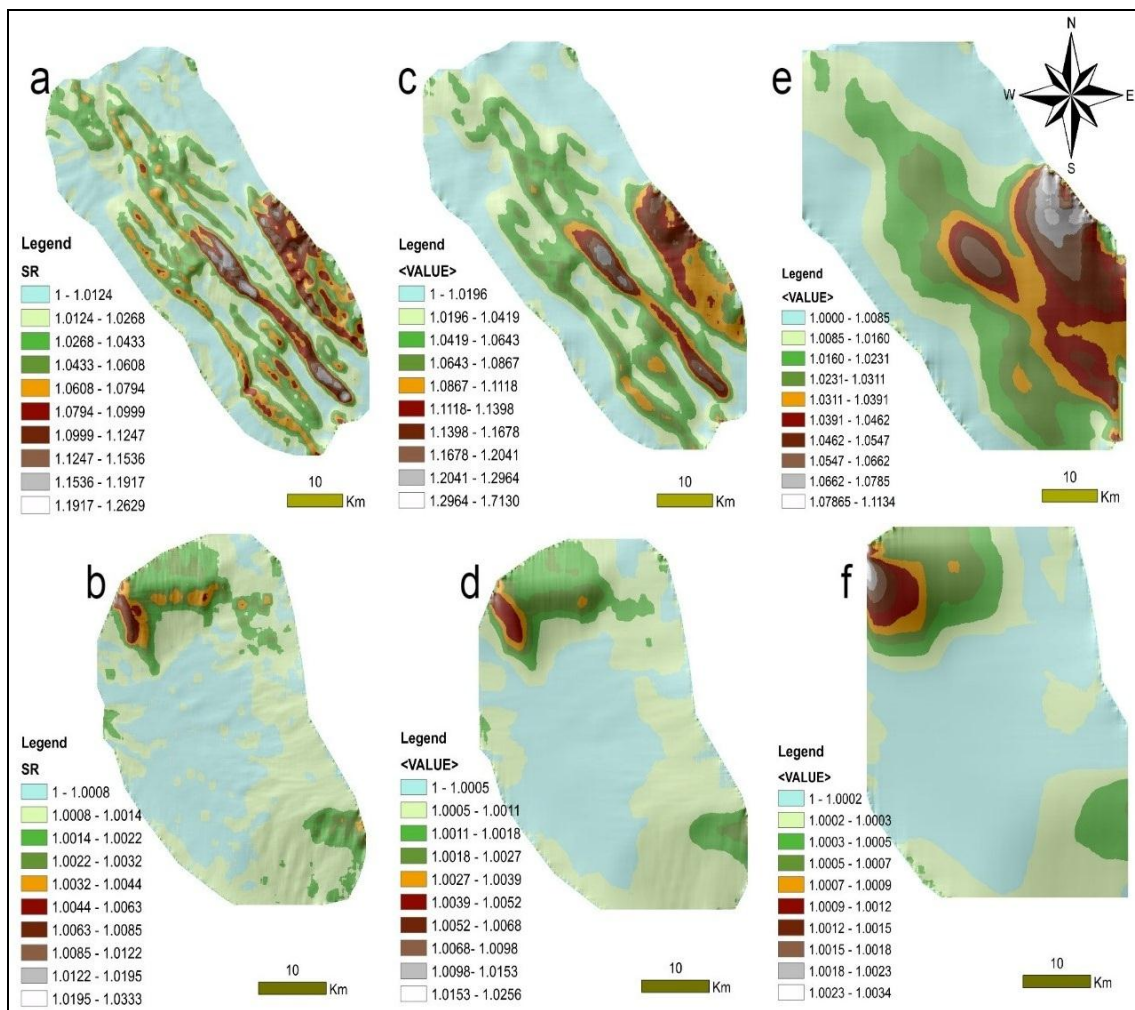 N
W E
S
a
Legend
SR
1 - 1.0124
1.0124 - 1.0268
1.0268 - 1.0433
1.0433 - 1.0608
1.0608 - 1.0794
1.0794 - 1.0999
1.0999 - 1.1247
1.1247 - 1.1536
1.1536 - 1.1917
1.1917 - 1.2629
10
Km
c
Legend
<VALUE>
1 - 1.0196
1.0196 - 1.0419
1.0419 - 1.0643
1.0643 - 1.0867
1.0867 - 1.1118
1.1118- 1.1398
1.1398 - 1.1678
1.1678 - 1.2041
1.2041 - 1.2964
1.2964 - 1.7130
10
Km
e
Legend
<VALUE>
1.0000 - 1.0085
1.0085 - 1.0160
1.0160 - 1.0231
1.0231- 1.0311
1.0311 - 1.0391
1.0391 - 1.0462
1.0462 - 1.0547
1.0547 - 1.0662
1.0662 - 1.0785
1.07865 - 1.1134
10
Km
b
Legend
SR
1 - 1.0008
1.0008 - 1.0014
1.0014 - 1.0022
1.0022 - 1.0032
1.0032 - 1.0044
1.0044 - 1.0063
1.0063 - 1.0085
1.0085 - 1.0122
1.0122 - 1.0195
1.0195 - 1.0333
10
Km
d
Legend
<VALUE>
1 - 1.0005
1.0005 - 1.0011
1.0011 - 1.0018
1.0018 - 1.0027
1.0027 - 1.0039
1.0039 - 1.0052
1.0052 - 1.0068
1.0068- 1.0098
1.0098- 1.0153
1.0153 - 1.0256
10
Km
f
Legend
<VALUE>
1 - 1.0002
1.0002 - 1.0003
1.0003 - 1.0005
1.0005 - 1.0007
1.0007 - 1.0009
1.0009 - 1.0012
1.0012 - 1.0015
1.0015 - 1.0018
1.0018 - 1.0023
1.0023 - 1.0034
10
Km